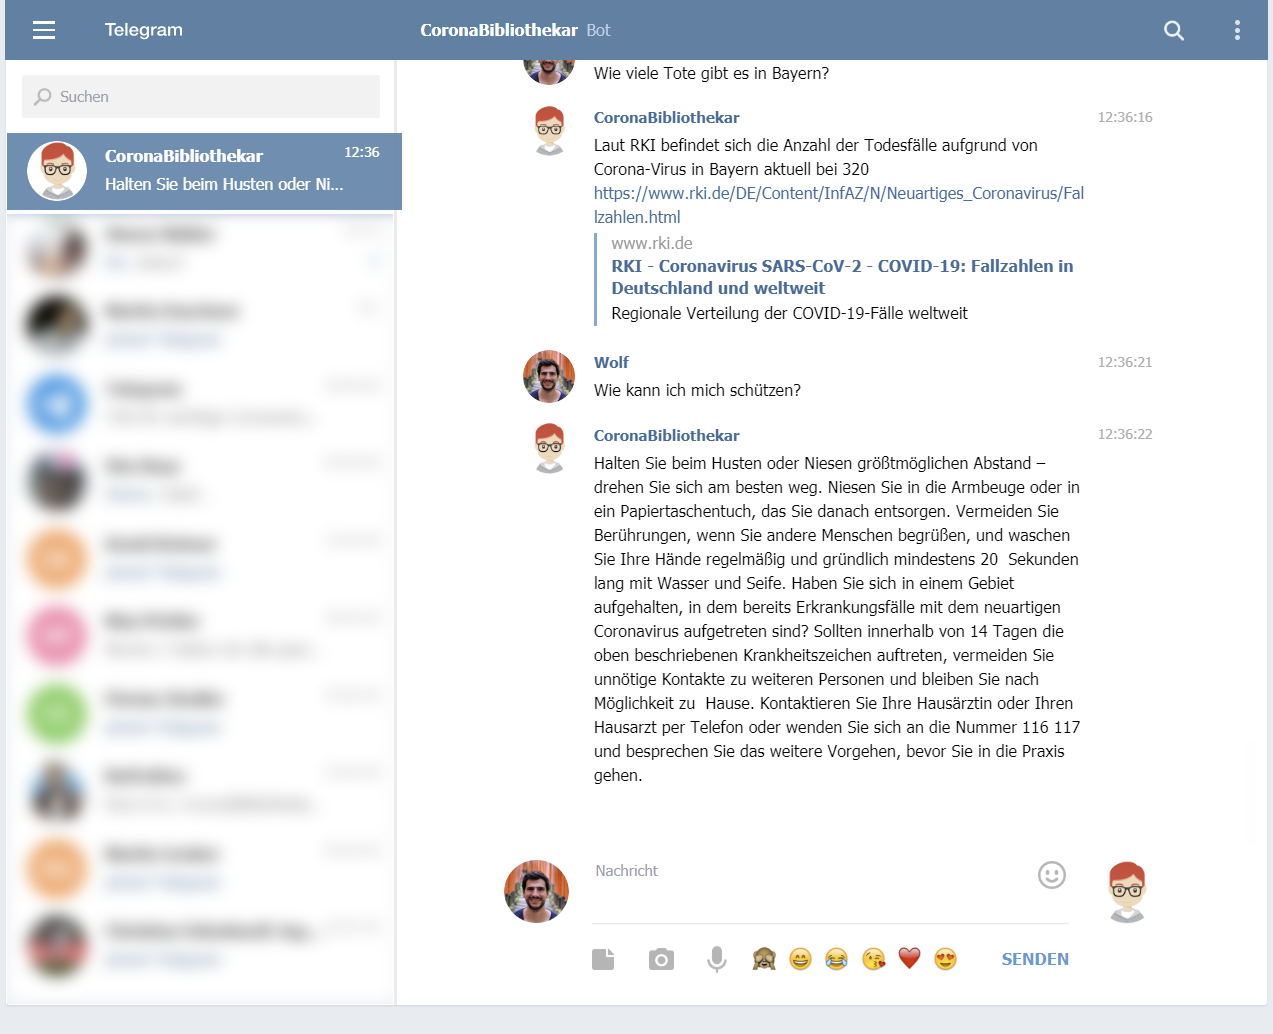 Telegram
CoronaBibliothekar Bot
Suchen
CoronaBibliothekar 12:36
Halten Sie beim Husten oder Ni...
Wie viele Tote gibt es in Bayern?
CoronaBibliothekar 12:36:16
Laut RKI befindet sich die Anzahl der Todesfälle aufgrund von
Corona-Virus in Bayern aktuell bei 320
https://www.rki.de/DE/Content/InfAZ/N/Neuartiges_Coronavirus/Fal
lzahlen.html
www.rki.de
RKI - Coronavirus SARS-CoV-2 - COVID-19: Fallzahlen in
Deutschland und weltweit
Regionale Verteilung der COVID-19-Fälle weltweit
Wolf 12:36:21
Wie kann ich mich schützen?
CoronaBibliothekar 12:36:22
Halten Sie beim Husten oder Niesen größtmöglichen Abstand –
drehen Sie sich am besten weg. Niesen Sie in die Armbeuge oder in
ein Papiertaschentuch, das Sie danach entsorgen. Vermeiden Sie
Berührungen, wenn Sie andere Menschen begrüßen, und waschen
Sie Ihre Hände regelmäßig und gründlich mindestens 20  Sekunden
lang mit Wasser und Seife. Haben Sie sich in einem Gebiet
aufgehalten, in dem bereits Erkrankungsfälle mit dem neuartigen
Coronavirus aufgetreten sind? Sollten innerhalb von 14 Tagen die
oben beschriebenen Krankheitszeichen auftreten, vermeiden Sie
unnötige Kontakte zu weiteren Personen und bleiben Sie nach
Möglichkeit zu  Hause. Kontaktieren Sie Ihre Hausärztin oder Ihren
Hausarzt per Telefon oder wenden Sie sich an die Nummer 116 117
und besprechen Sie das weitere Vorgehen, bevor Sie in die Praxis
gehen.
Nachricht
SENDEN